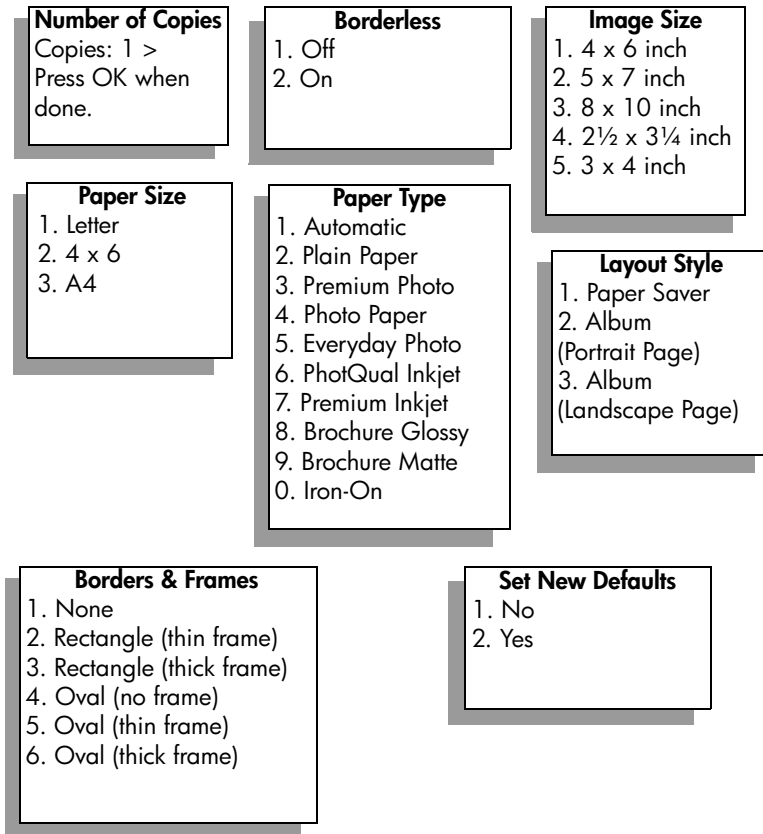 Number of Copies
Copies: 1 >
Press OK when
done.
Borderless
1. Off
2. On
Image Size
1. 4 x 6 inch
2. 5 x 7 inch
3. 8 x 10 inch
4. 2½ x 3¼ inch
5. 3 x 4 inch
Paper Size
1. Letter
2. 4 x 6
3. A4
Paper Type
1. Automatic
2. Plain Paper
3. Premium Photo
4. Photo Paper
5. Everyday Photo
6. PhotQual Inkjet
7. Premium Inkjet
8. Brochure Glossy
9. Brochure Matte
0. Iron-On
Layout Style
1. Paper Saver
2. Album
(Portrait Page)
3. Album
(Landscape Page)
Borders & Frames
1. None
2. Rectangle (thin frame)
3. Rectangle (thick frame)
4. Oval (no frame)
5. Oval (thin frame)
6. Oval (thick frame)
Set New Defaults
1. No
2. Yes